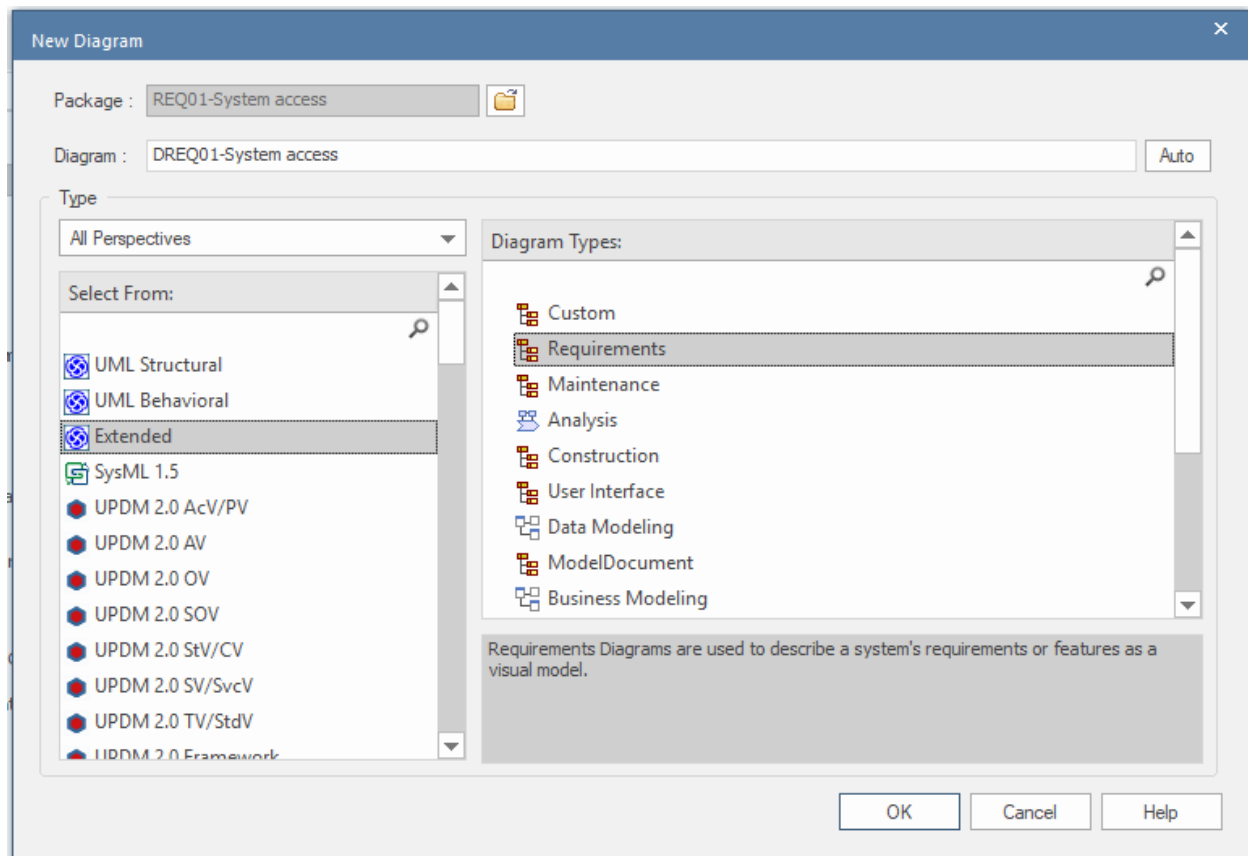 New Diagram
Package :
REQ01-System access
Diagram :
DREQ01-System access
Auto
Type
All Perspectives
Select From:
UML Structural
UML Behavioral
Extended
SysML 1.5
UPDM 2.0 AcV/PV
UPDM 2.0 AV
UPDM 2.0 OV
UPDM 2.0 SOV
UPDM 2.0 StV/CV
UPDM 2.0 SV/SvcV
UPDM 2.0 TV/StdV
UPDM 2.0 Framework
Diagram Types:
Custom
Requirements
Maintenance
Analysis
Construction
User Interface
Data Modeling
ModelDocument
Business Modeling
Requirements Diagrams are used to describe a system's requirements or features as a
visual model.
OK
Cancel
Help